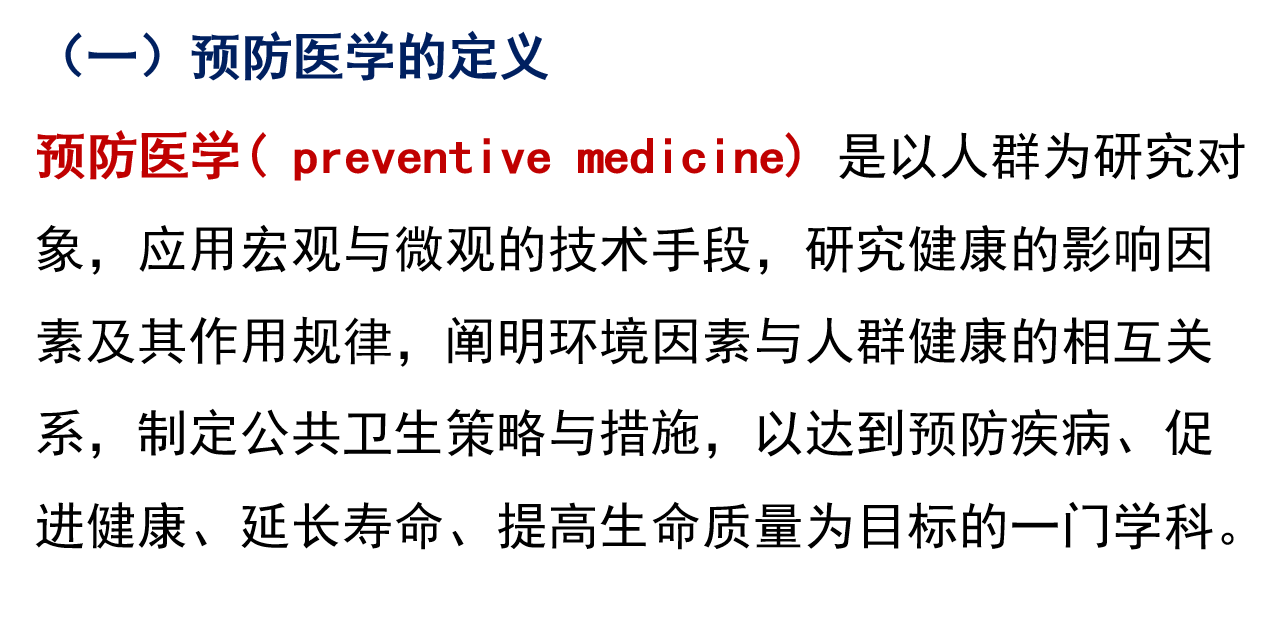 （一）预防医学的定义
预防医学( preventive medicine) 是以人群为研究对
象，应用宏观与微观的技术手段，研究健康的影响因
素及其作用规律，阐明环境因素与人群健康的相互关
系，制定公共卫生策略与措施，以达到预防疾病、促
进健康、延长寿命、提高生命质量为目标的一门学科。